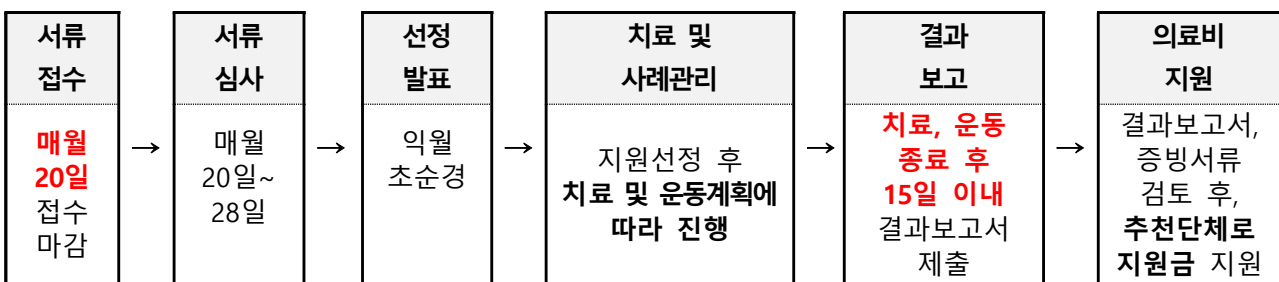 서류
접수
매월
20일
접수
마감
→
서류
심사
매월
20일~
28일
→
선정
발표
익월
초순경
→
치료 및
사례관리
지원선정 후
치료 및 운동계획에
따라 진행
→
결과
보고
치료, 운동
종료 후
15일 이내
결과보고서
제출
→
의료비
지원
결과보고서,
증빙서류
검토 후,
추천단체로
지원금 지원